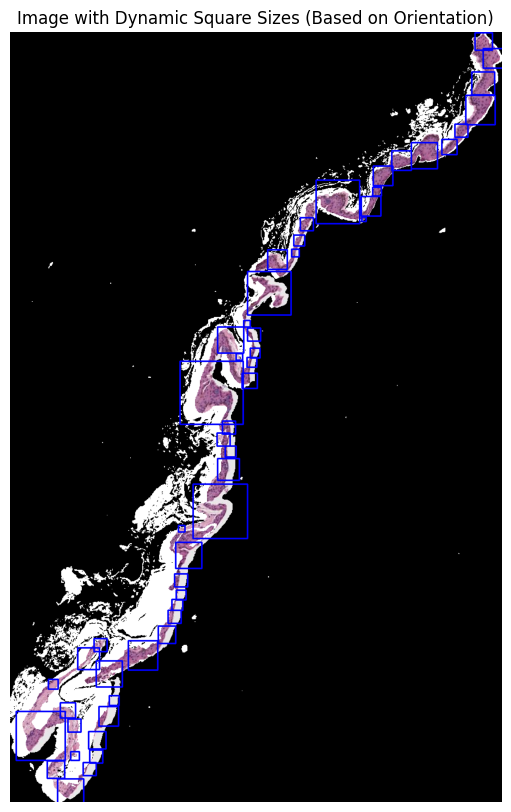 Image with Dynamic Square Sizes (Based on Orientation)